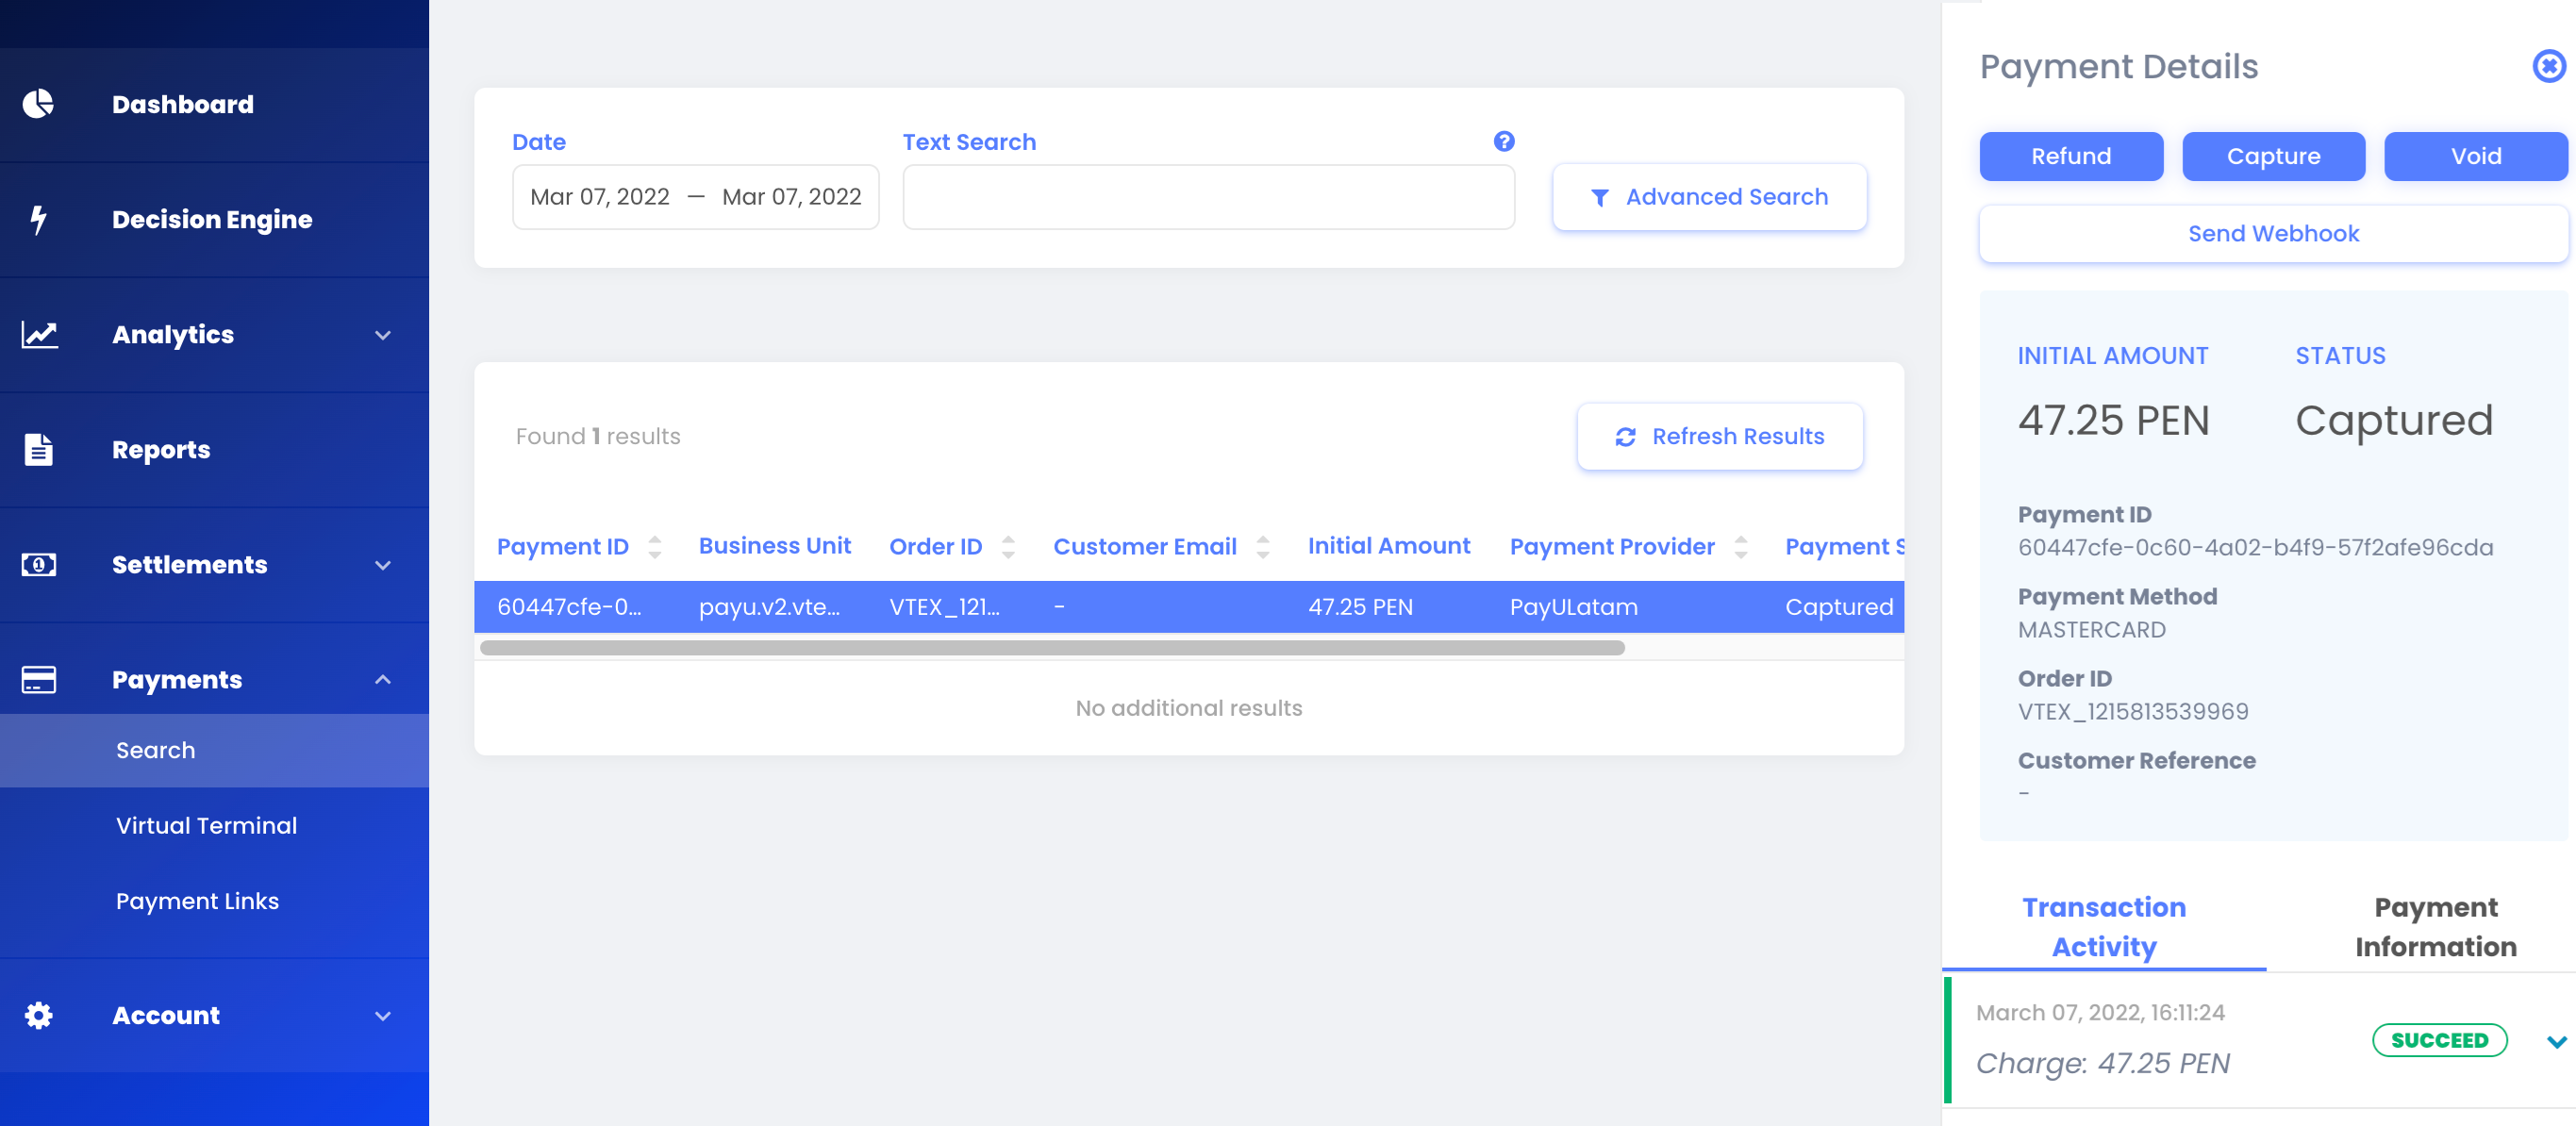 Dashboard
Decision Engine
Analytics
Reports
Settlements
Payments
Search
Virtual Terminal
Payment Links
Account
Date
Text Search
Mar 07, 2022 — Mar 07, 2022
Advanced Search
Found 1 results
Refresh Results
Payment ID Business Unit Order ID Customer Email Initial Amount Payment Provider Payment S
60447cfe-0... payu.v2.vte... VTEX_121... - 47.25 PEN PayULatam Captured
No additional results
Payment Details
Refund Capture Void
Send Webhook
INITIAL AMOUNT STATUS
47.25 PEN Captured
Payment ID
60447cfe-0c60-4a02-b4f9-57f2afe96cda
Payment Method
MASTERCARD
Order ID
VTEX_1215813539969
Customer Reference
-
Transaction Activity
Payment Information
March 07, 2022, 16:11:24
SUCCEED
Charge: 47.25 PEN